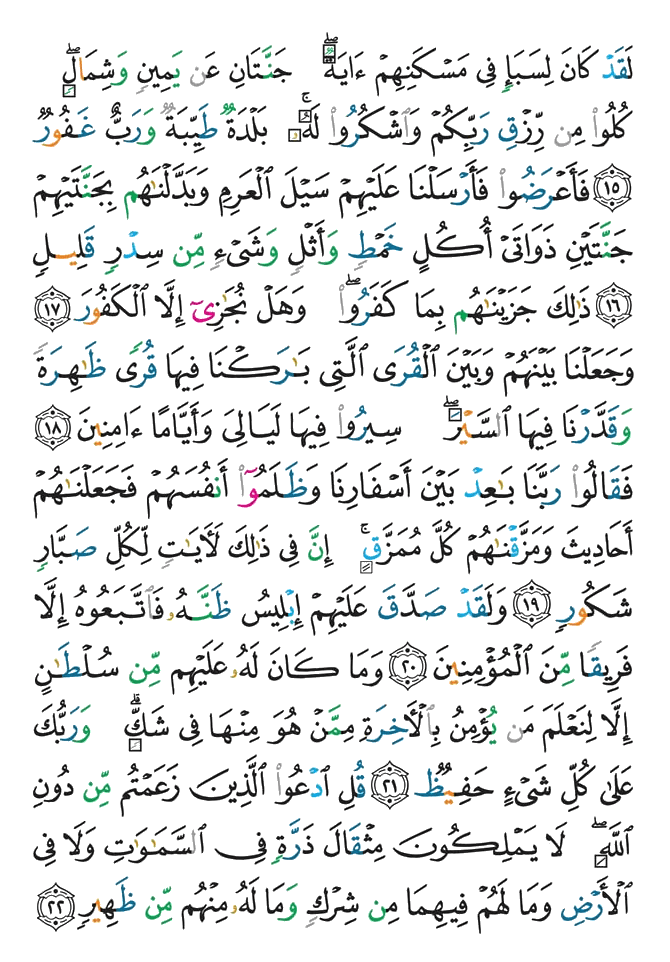 لَقَدْ كَانَ لِسَبَإٍ فِى مَسْكَنِهِمْ ءَايَةٌ ۖ جَنَّتَانِ عَن يَمِينٍ وَشِمَالٍ ۖ
كُلُوا۟ مِن رِّزْقِ رَبِّكُمْ وَٱشْكُرُوا۟ لَهُۥ ۚ بَلْدَةٌ طَيِّبَةٌ وَرَبٌّ غَفُورٌ
١٥ فَأَعْرَضُوا۟ فَأَرْسَلْنَا عَلَيْهِمْ سَيْلَ ٱلْعَرِمِ وَبَدَّلْنَـٰهُم بِجَنَّتَيْهِمْ
جَنَّتَيْنِ ذَوَاتَىْ أُكُلٍ خَمْطٍ وَأَثْلٍ وَشَىْءٍ مِّن سِدْرٍ قَلِيلٍ
١٦ ذَٰلِكَ جَزَيْنَـٰهُم بِمَا كَفَرُوا۟ ۖ وَهَلْ نُجَـٰزِىٓ إِلَّا ٱلْكَفُورَ ١٧
وَجَعَلْنَا بَيْنَهُمْ وَبَيْنَ ٱلْقُرَى ٱلَّتِى بَـٰرَكْنَا فِيهَا قُرًى ظَـٰهِرَةً
وَقَدَّرْنَا فِيهَا ٱلسَّيْرَ ۖ سِيرُوا۟ فِيهَا لَيَالِىَ وَأَيَّامًا ءَامِنِينَ ١٨
فَقَالُوا۟ رَبَّنَا بَـٰعِدْ بَيْنَ أَسْفَارِنَا وَظَلَمُوٓا۟ أَنفُسَهُمْ فَجَعَلْنَـٰهُمْ
أَحَادِيثَ وَمَزَّقْنَـٰهُمْ كُلَّ مُمَزَّقٍ ۚ إِنَّ فِى ذَٰلِكَ لَـَٔايَـٰتٍ لِّكُلِّ صَبَّارٍ
شَكُورٍ ١٩ وَلَقَدْ صَدَّقَ عَلَيْهِمْ إِبْلِيسُ ظَنَّهُۥ فَٱتَّبَعُوهُ إِلَّا
فَرِيقًا مِّنَ ٱلْمُؤْمِنِينَ ٢٠ وَمَا كَانَ لَهُۥ عَلَيْهِم مِّن سُلْطَـٰنٍ
إِلَّا لِنَعْلَمَ مَن يُؤْمِنُ بِٱلْـَٔاخِرَةِ مِمَّنْ هُوَ مِنْهَا فِى شَكٍّ ۗ وَرَبُّكَ
عَلَىٰ كُلِّ شَىْءٍ حَفِيظٌ ٢١ قُلِ ٱدْعُوا۟ ٱلَّذِينَ زَعَمْتُم مِّن دُونِ
ٱللَّهِ ۖ لَا يَمْلِكُونَ مِثْقَالَ ذَرَّةٍ فِى ٱلسَّمَـٰوَٰتِ وَلَا فِى
ٱلْأَرْضِ وَمَا لَهُمْ فِيهِمَا مِن شِرْكٍ وَمَا لَهُۥ مِنْهُم مِّن ظَهِيرٍ ٢٢